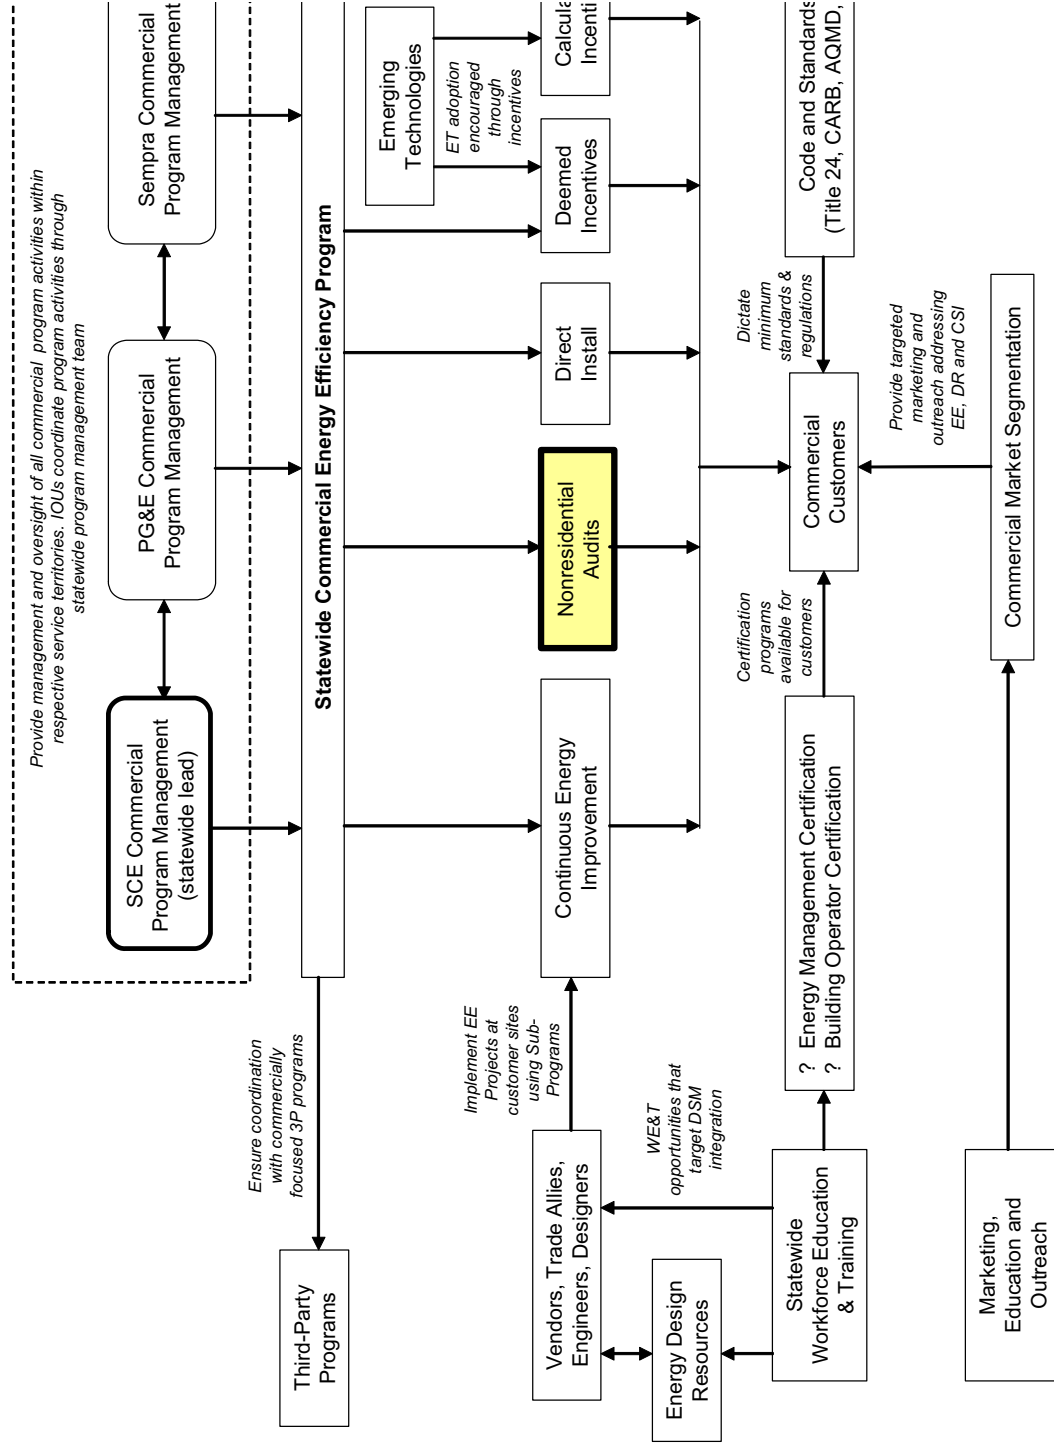 Provide management and oversight of all commercial program activities within
respective service territories. IOUs coordinate program activities through
statewide program management team
SCE Commercial
Program Management
(statewide lead)
PG&E Commercial
Program Management
Sempra Commercial
Program Management
Statewide Commercial Energy Efficiency Program
Ensure coordination
with commercially
focused 3P programs
Third-Party
Programs
Emerging
Technologies
ET adoption
encouraged
through
incentives
Continuous Energy
Improvement
Nonresidential
Audits
Direct
Install
Deemed
Incentives
Calcula
Incenti
Implement EE
Projects at
customer sites
using Sub-
Programs
Vendors, Trade Allies,
Engineers, Designers
Energy Design
Resources
WE&T
opportunities that
target DSM
integration
Statewide
Workforce Education
& Training
? Energy Management Certification
? Building Operator Certification
Certification
programs
available for
customers
Commercial
Customers
Dictate
minimum
standards &
regulations
Code and Standards
(Title 24, CARB, AQMD,
Provide targeted
marketing and
outreach addressing
EE, DR and CSI
Marketing,
Education and
Outreach
Commercial Market Segmentation